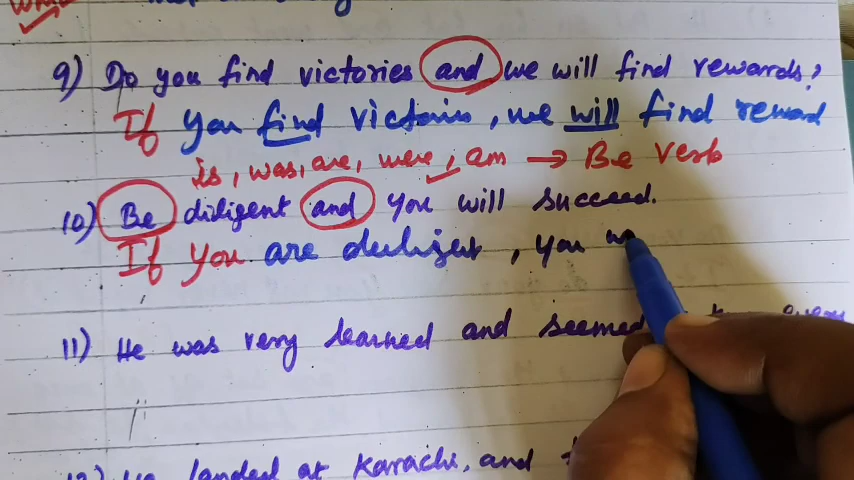 9) Do you find victories and we will find rewards?
If you find victories, we will find reward
is, was, are, were, am → Be verb
10) Be diligent and you will succeed.
If you are deuligent, you w
11) He was very learned and seemed
landed at Karachi, and